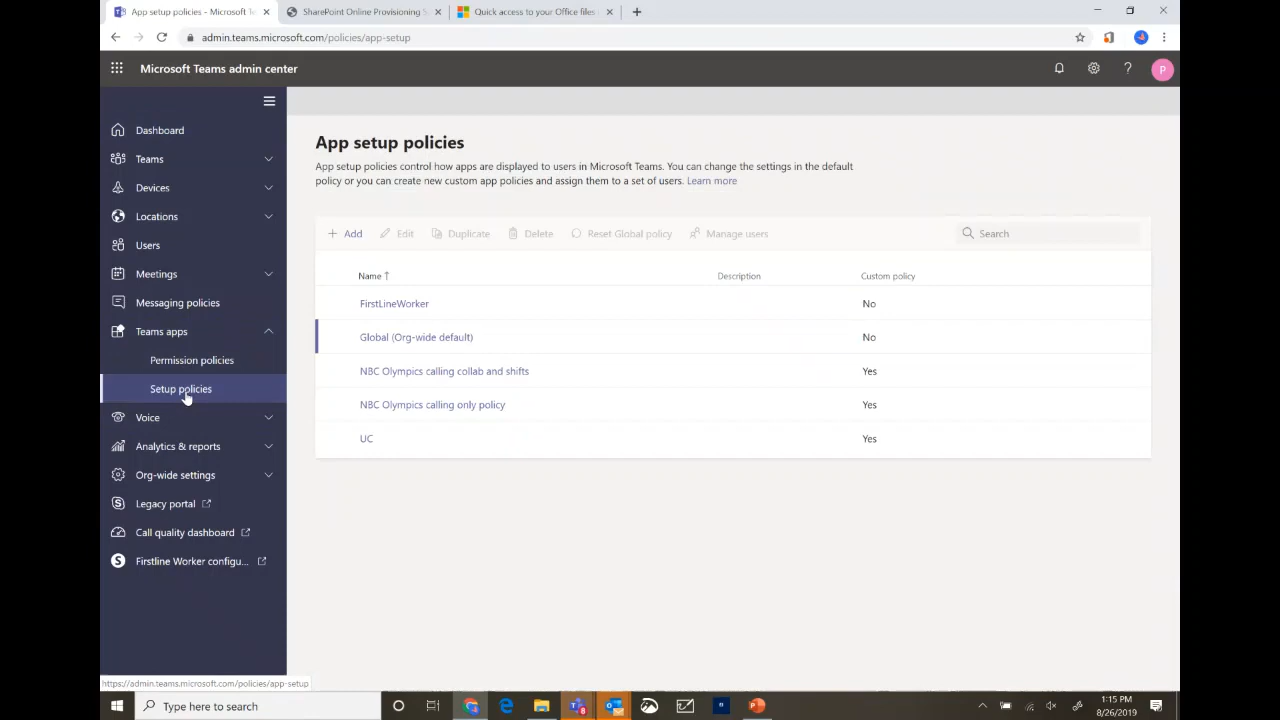 App setup policies - Microsoft Te
SharePoint Online Provisioning S
Quick access to your Office files
admin.teams.microsoft.com/policies/app-setup
Microsoft Teams admin center
P
Dashboard
Teams
Devices
Locations
Users
Meetings
Messaging policies
Teams apps
Permission policies
Setup policies
Voice
Analytics & reports
Org-wide settings
Legacy portal
Call quality dashboard
Firstline Worker configu...
App setup policies
App setup policies control how apps are displayed to users in Microsoft Teams. You can change the settings in the default
policy or you can create new custom app policies and assign them to a set of users. Learn more
Add Edit Duplicate Delete Reset Global policy Manage users Search
Name Description Custom policy
FirstLineWorker No
Global (Org-wide default) No
NBC Olympics calling collab and shifts Yes
NBC Olympics calling only policy Yes
UC Yes
https://admin.teams.microsoft.com/policies/app-setup
Type here to search
1:15 PM
8/26/2019